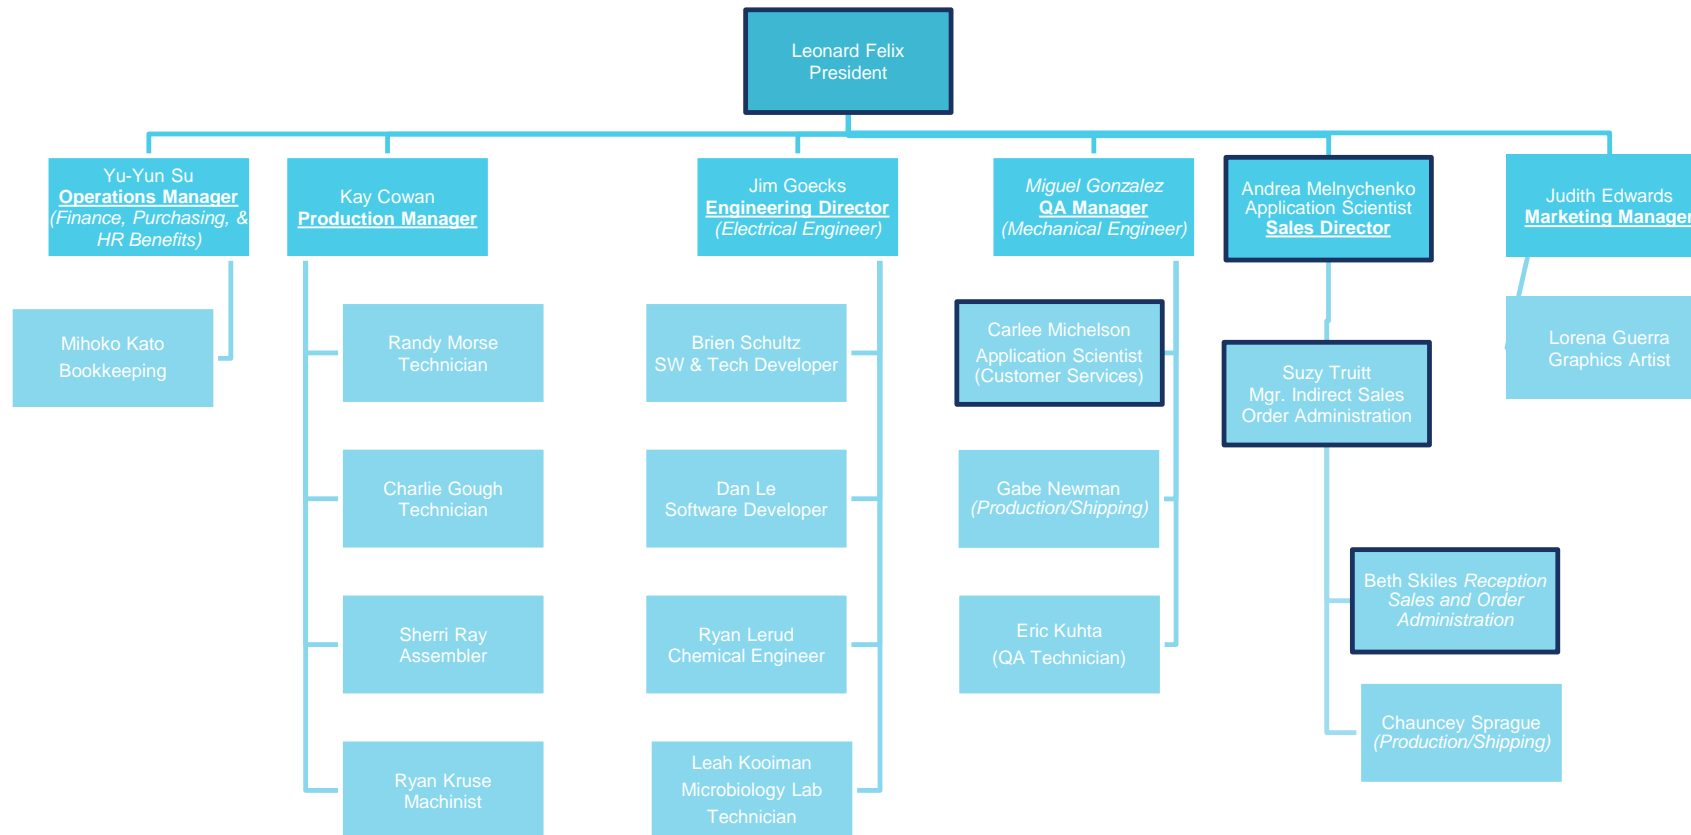 Leonard Felix
President
Yu-Yun Su
Operations Manager
(Finance, Purchasing, &
HR Benefits)
Kay Cowan
Production Manager
Jim Goecks
Engineering Director
(Electrical Engineer)
Miguel Gonzalez
QA Manager
(Mechanical Engineer)
Andrea Melnychenko
Application Scientist
Sales Director
Judith Edwards
Marketing Manager
Mihoko Kato
Bookkeeping
Randy Morse
Technician
Brien Schultz
SW & Tech Developer
Carlee Michelson
Application Scientist
(Customer Services)
Suzy Truitt
Mgr. Indirect Sales
Order Administration
Lorena Guerra
Graphics Artist
Charlie Gough
Technician
Dan Le
Software Developer
Gabe Newman
(Production/Shipping)
Beth Skiles Reception
Sales and Order
Administration
Sherri Ray
Assembler
Ryan Lerud
Chemical Engineer
Eric Kuhta
(QA Technician)
Chauncey Sprague
(Production/Shipping)
Ryan Kruse
Machinist
Leah Kooiman
Microbiology Lab
Technician